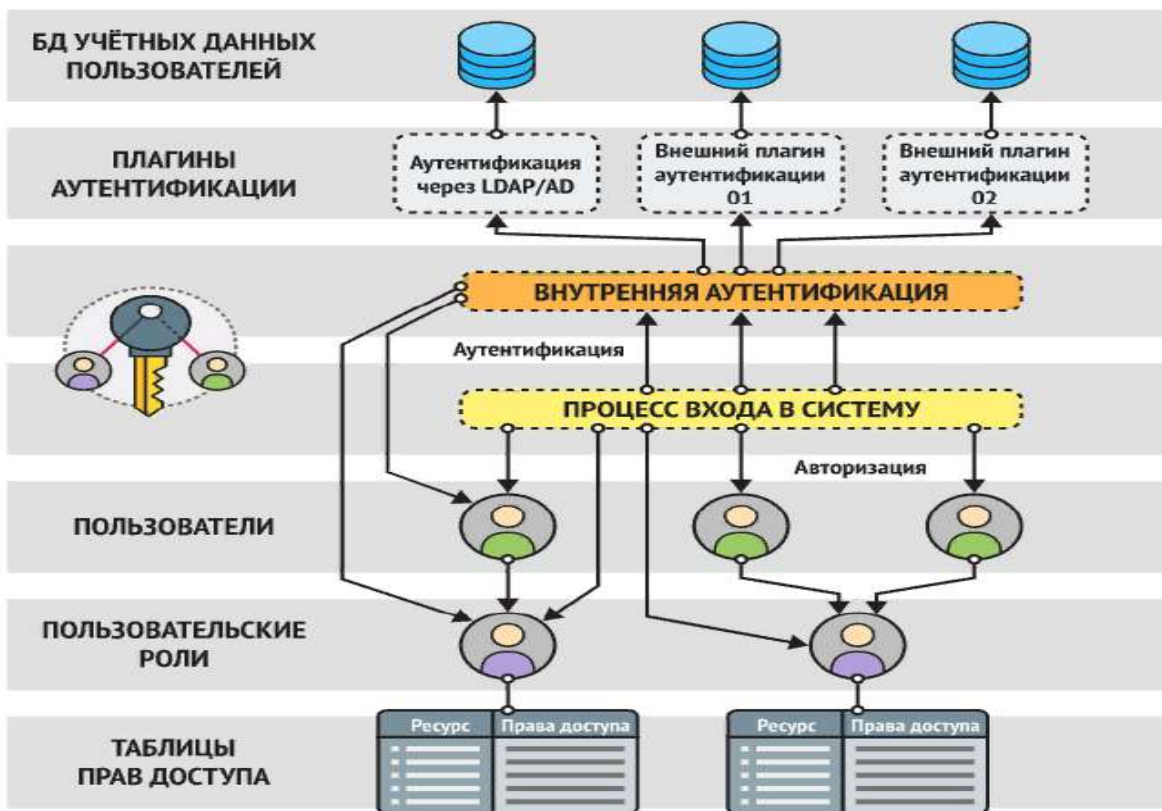 БД УЧЁТНЫХ ДАННЫХ
ПОЛЬЗОВАТЕЛЕЙ
ПЛАГИНЫ
АУТЕНТИФИКАЦИИ
Аутентификация
через LDAP/AD
Внешний плагин
аутентификации
01
Внешний плагин
аутентификации
02
ВНУТРЕННЯЯ АУТЕНТИФИКАЦИЯ
Аутентификация
ПРОЦЕСС ВХОДА В СИСТЕМУ
Авторизация
ПОЛЬЗОВАТЕЛИ
ПОЛЬЗОВАТЕЛЬСКИЕ
РОЛИ
ТАБЛИЦЫ
ПРАВ ДОСТУПА
Ресурс Права доступа
Ресурс Права доступа